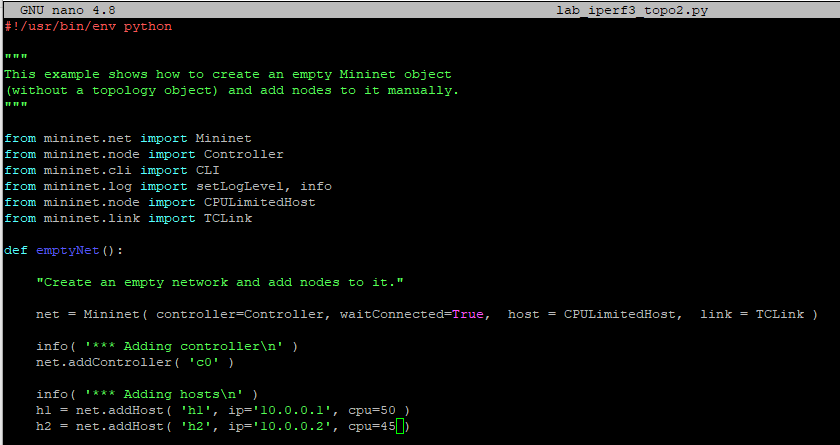 GNU nano 4.8 lab_iperf3_topo2.py
#!/usr/bin/env python
"""
This example shows how to create an empty Mininet object
(without a topology object) and add nodes to it manually.
"""
from mininet.net import Mininet
from mininet.node import Controller
from mininet.cli import CLI
from mininet.log import setLogLevel, info
from mininet.node import CPULimitedHost
from mininet.link import TCLink
def emptyNet():
"Create an empty network and add nodes to it."
net = Mininet( controller=Controller, waitConnected=True,  host = CPULimitedHost,  link = TCLink )
info( '*** Adding controller\n' )
net.addController( 'c0' )
info( '*** Adding hosts\n' )
h1 = net.addHost( 'h1', ip='10.0.0.1', cpu=50 )
h2 = net.addHost( 'h2', ip='10.0.0.2', cpu=45 )